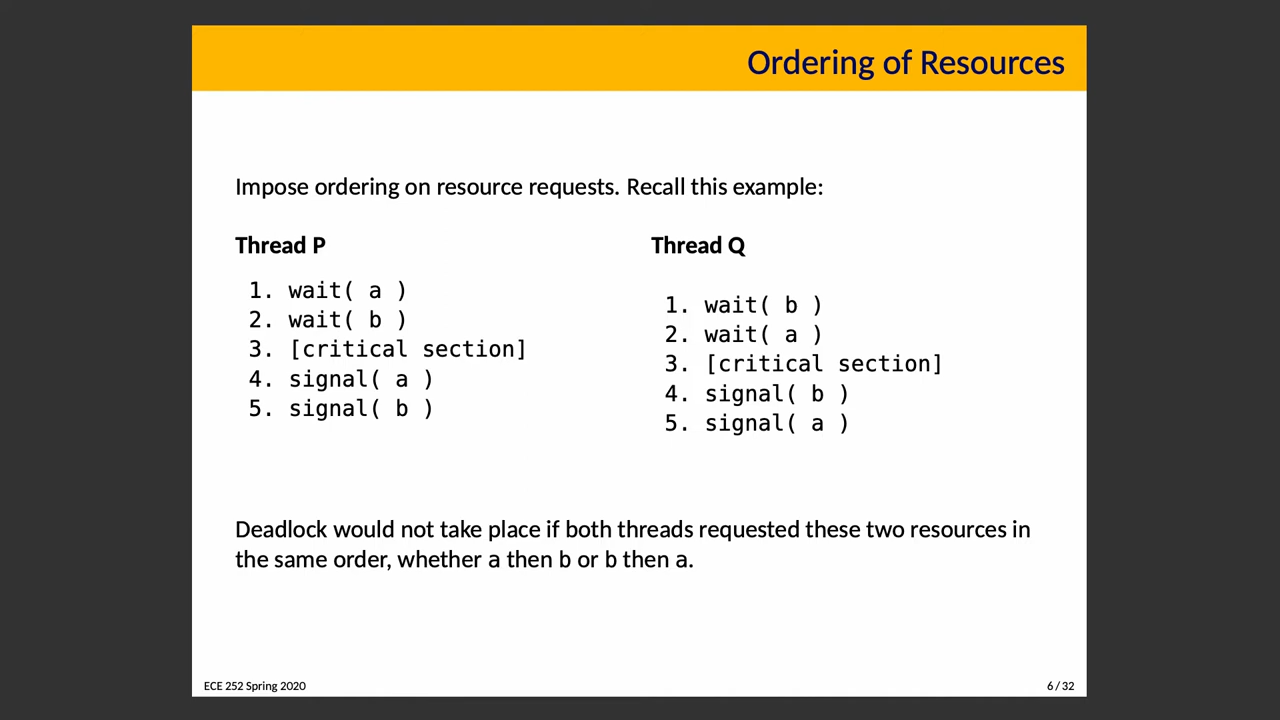 Ordering of Resources
Impose ordering on resource requests. Recall this example:
Thread P
1. wait( a )
2. wait( b )
3. [critical section]
4. signal( a )
5. signal( b )
Thread Q
1. wait( b )
2. wait( a )
3. [critical section]
4. signal( b )
5. signal( a )
Deadlock would not take place if both threads requested these two resources in
the same order, whether a then b or b then a.
ECE 252 Spring 2020
6 / 32